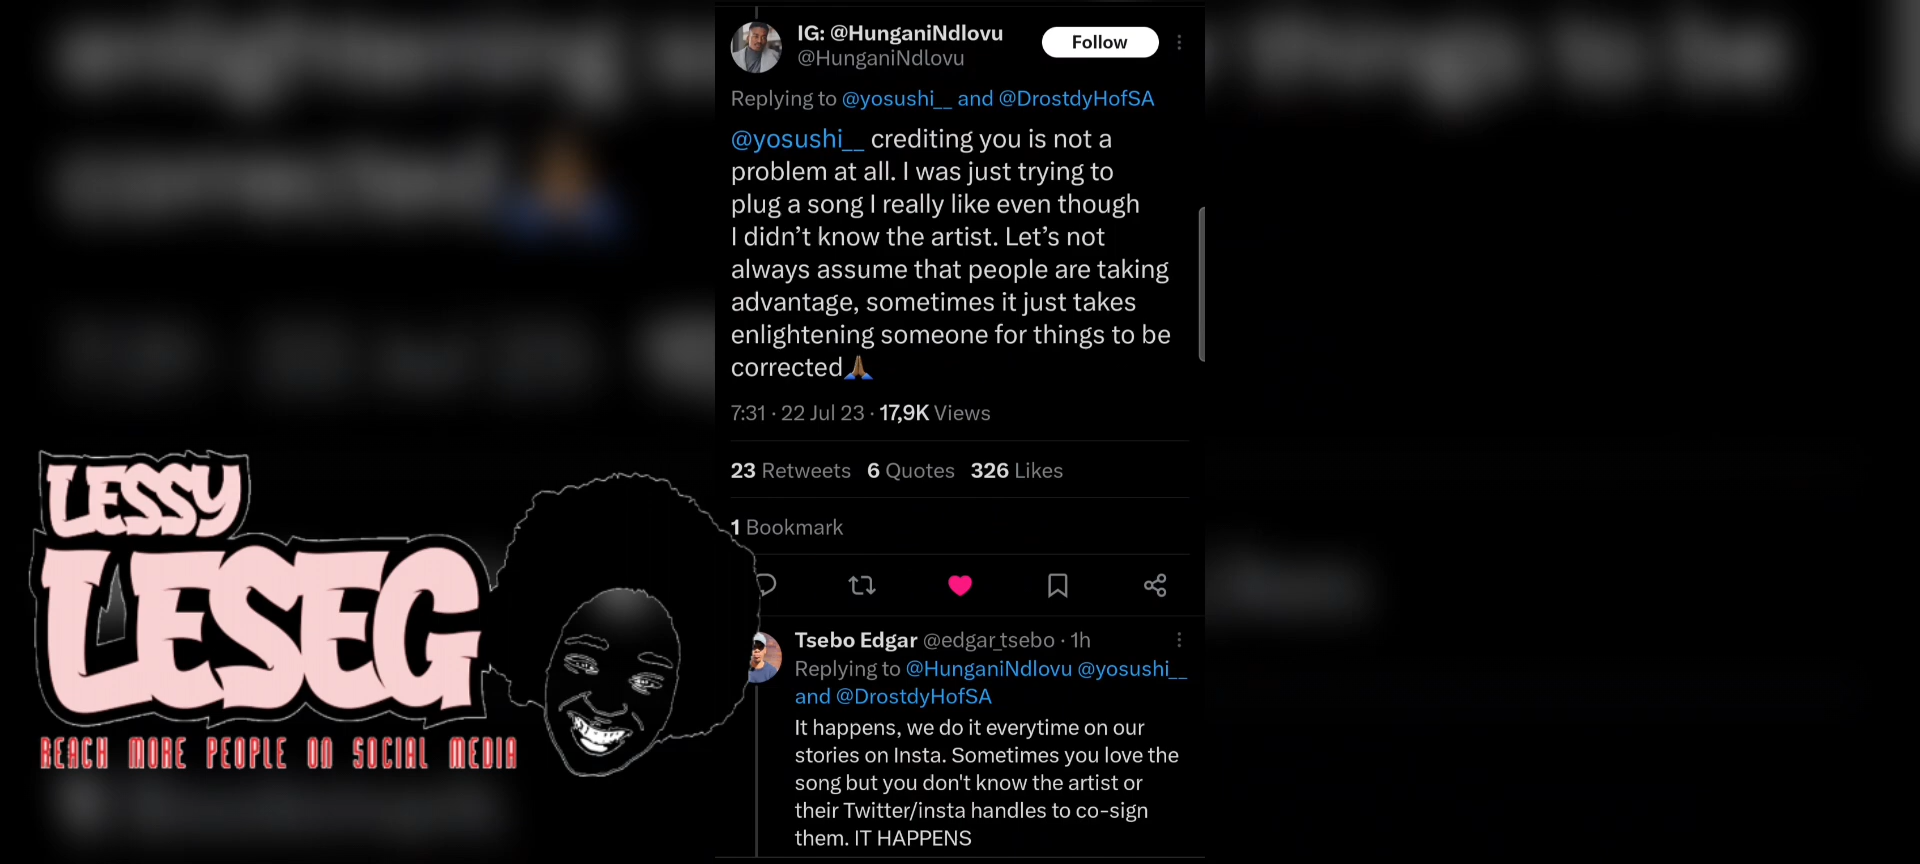 IG: @HunganiNdlovu
@HunganiNdlovu
Follow
Replying to @yosushi__ and @DrostdyHofSA
@yosushi__ crediting you is not a
problem at all. I was just trying to
plug a song I really like even though
I didn’t know the artist. Let’s not
always assume that people are taking
advantage, sometimes it just takes
enlightening someone for things to be
corrected🙏🏾
7:31 · 22 Jul 23 · 17,9K Views
23 Retweets 6 Quotes 326 Likes
1 Bookmark
Tsebo Edgar @edgar_tsebo · 1h
Replying to @HunganiNdlovu @yosushi__
and @DrostdyHofSA
It happens, we do it everytime on our
stories on Insta. Sometimes you love the
song but you don't know the artist or
their Twitter/insta handles to co-sign
them. IT HAPPENS
LESSY
LESEG
REACH MORE PEOPLE ON SOCIAL MEDIA